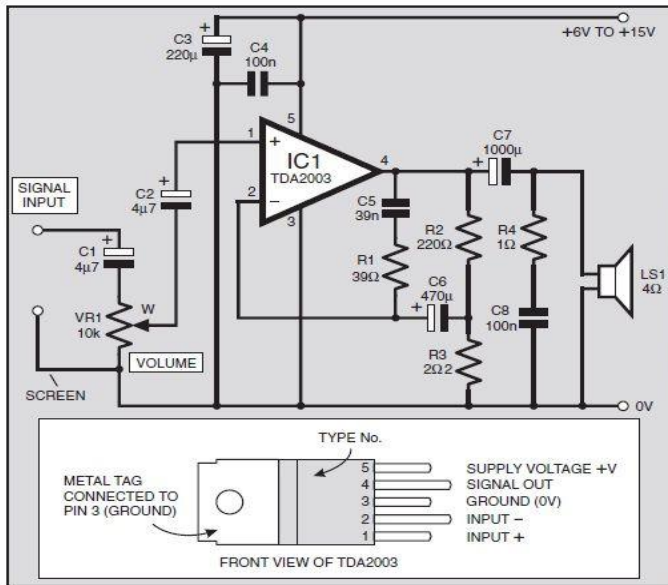 C3
220µ
+
C4
100n
+6V TO +15V
5
1
+
IC1
TDA2003
4
2
−
3
SIGNAL
INPUT
+
C1
4µ7
+
C2
4µ7
W
VR1
10k
VOLUME
SCREEN
C5
39n
R1
39Ω
+
C6
470µ
R2
220Ω
R3
2Ω2
+
C7
1000µ
R4
1Ω
C8
100n
LS1
4Ω
0V
TYPE No.
METAL TAG
CONNECTED TO
PIN 3 (GROUND)
5 SUPPLY VOLTAGE +V
4 SIGNAL OUT
3 GROUND (0V)
2 INPUT −
1 INPUT +
FRONT VIEW OF TDA2003